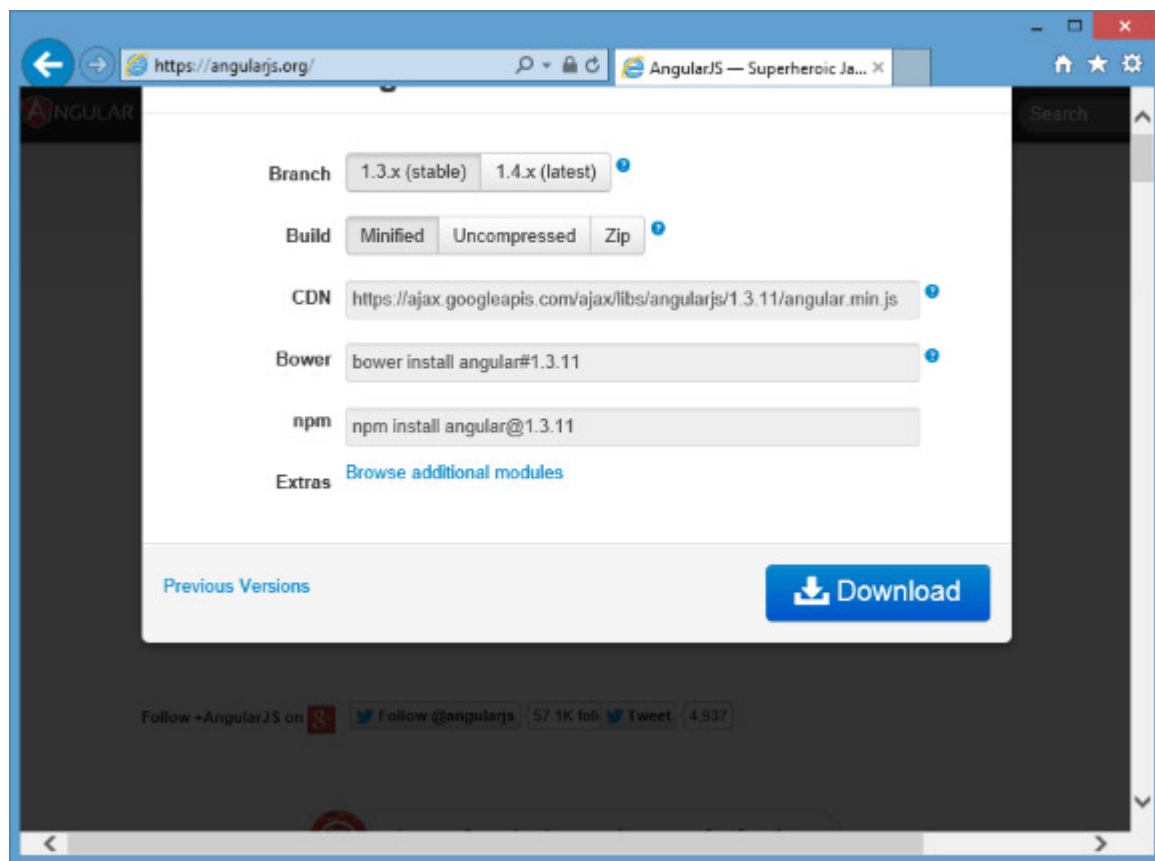 https://angularjs.org/
AngularJS — Superheroic Ja...
ANGULAR
Search
Branch 1.3.x (stable) 1.4.x (latest) ?
Build Minified Uncompressed Zip ?
CDN https://ajax.googleapis.com/ajax/libs/angularjs/1.3.11/angular.min.js ?
Bower bower install angular#1.3.11 ?
npm npm install angular@1.3.11
Extras Browse additional modules
Previous Versions
Download
Follow +AngularJS on 8 Follow @angularjs 57.1K foll Tweet 4,937